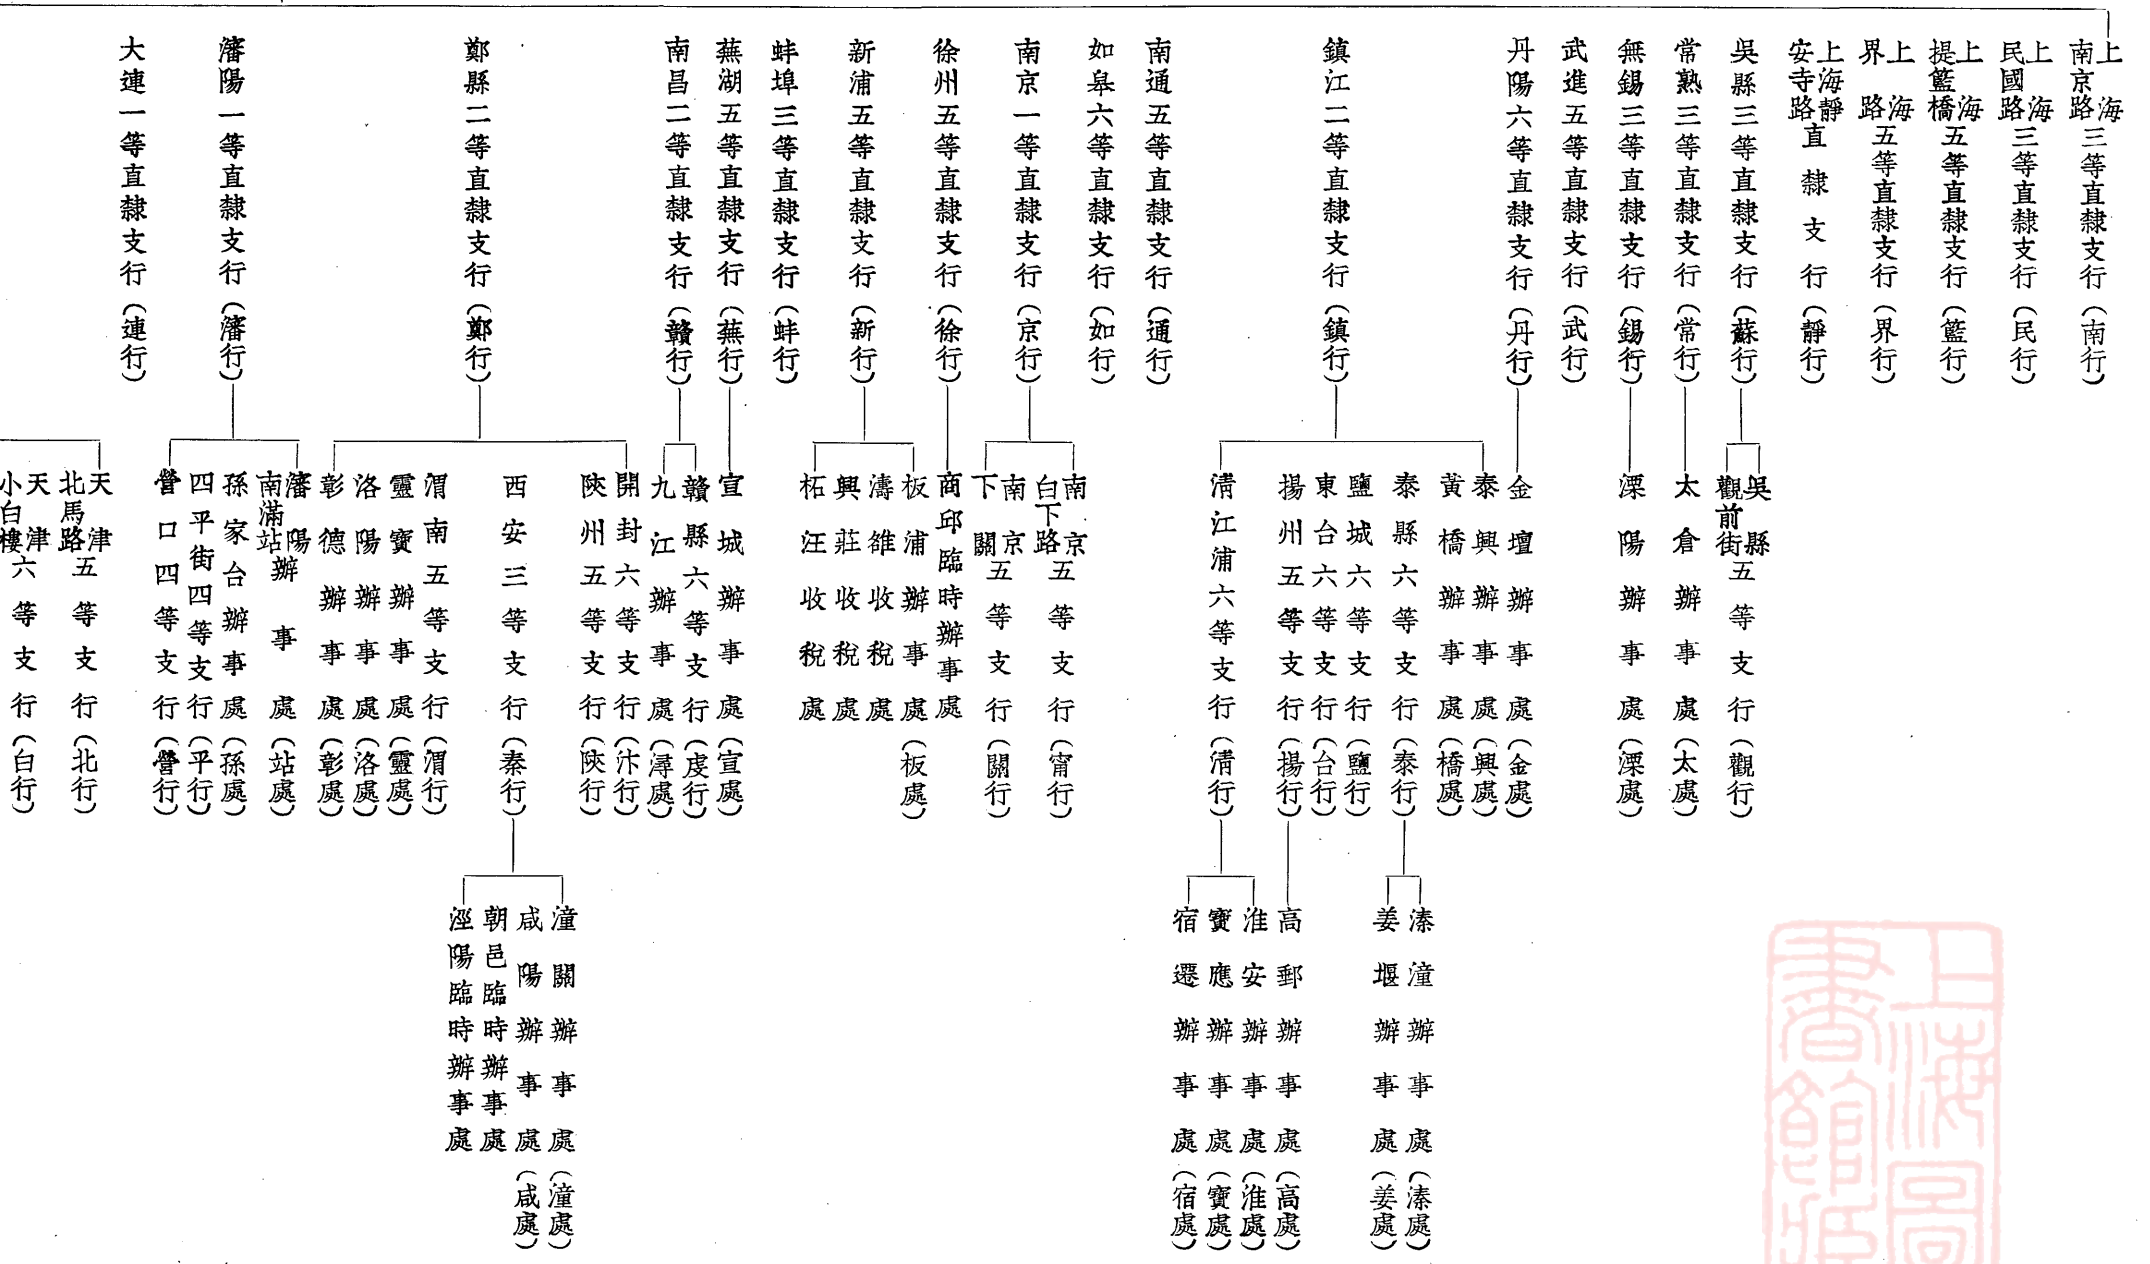 上海南京路三等直隸支行（南行）
上海民國路三等直隸支行（民行）
上海提籃橋五等直隸支行（籃行）
上海界路五等直隸支行（界行）
上海靜安寺路直隸支行（靜行）
吳縣三等直隸支行（蘇行）
常熟三等直隸支行（常行）
無錫三等直隸支行（錫行）
武進五等直隸支行（武行）
丹陽六等直隸支行（丹行）
鎮江二等直隸支行（鎮行）
南通五等直隸支行（通行）
如皋六等直隸支行（如行）
南京一等直隸支行（京行）
徐州五等直隸支行（徐行）
新浦五等直隸支行（新行）
蚌埠三等直隸支行（蚌行）
蕪湖五等直隸支行（蕪行）
南昌二等直隸支行（贛行）
鄭縣二等直隸支行（鄭行）
瀋陽一等直隸支行（瀋行）
大連一等直隸支行（連行）
吳縣觀前街五等支行（觀行）
太倉辦事處（太處）
溧陽辦事處（溧處）
金壇辦事處（金處）
泰興辦事處（興處）
黃橋辦事處（橋處）
泰縣六等支行（泰行）
鹽城六等支行（鹽行）
東台六等支行（台行）
揚州五等支行（揚行）
清江浦六等支行（清行）
南京白下路五等支行（甯行）
南京下關五等支行（關行）
商邱臨時辦事處
板浦辦事處（板處）
濤雒收稅處
興莊收稅處
柘汪收稅處
宣城辦事處（宣處）
贛縣六等支行（虔行）
九江辦事處（潯處）
開封六等支行（汴行）
陝州五等支行（陝行）
西安三等支行（秦行）
渭南五等支行（渭行）
靈寶辦事處（靈處）
洛陽辦事處（洛處）
彰德辦事處（彰處）
瀋陽南滿站辦事處（站處）
孫家台辦事處（孫處）
四平街四等支行（平行）
營口四等支行（營行）
天津北馬路五等支行（北行）
天津小白樓六等支行（白行）
溱潼辦事處（溱處）
姜堰辦事處（姜處）
高郵辦事處（高處）
淮安辦事處（淮處）
寶應辦事處（寶處）
宿遷辦事處（宿處）
潼關辦事處（潼處）
咸陽辦事處（咸處）
朝邑臨時辦事處
涇陽臨時辦事處
上海圖
書館藏